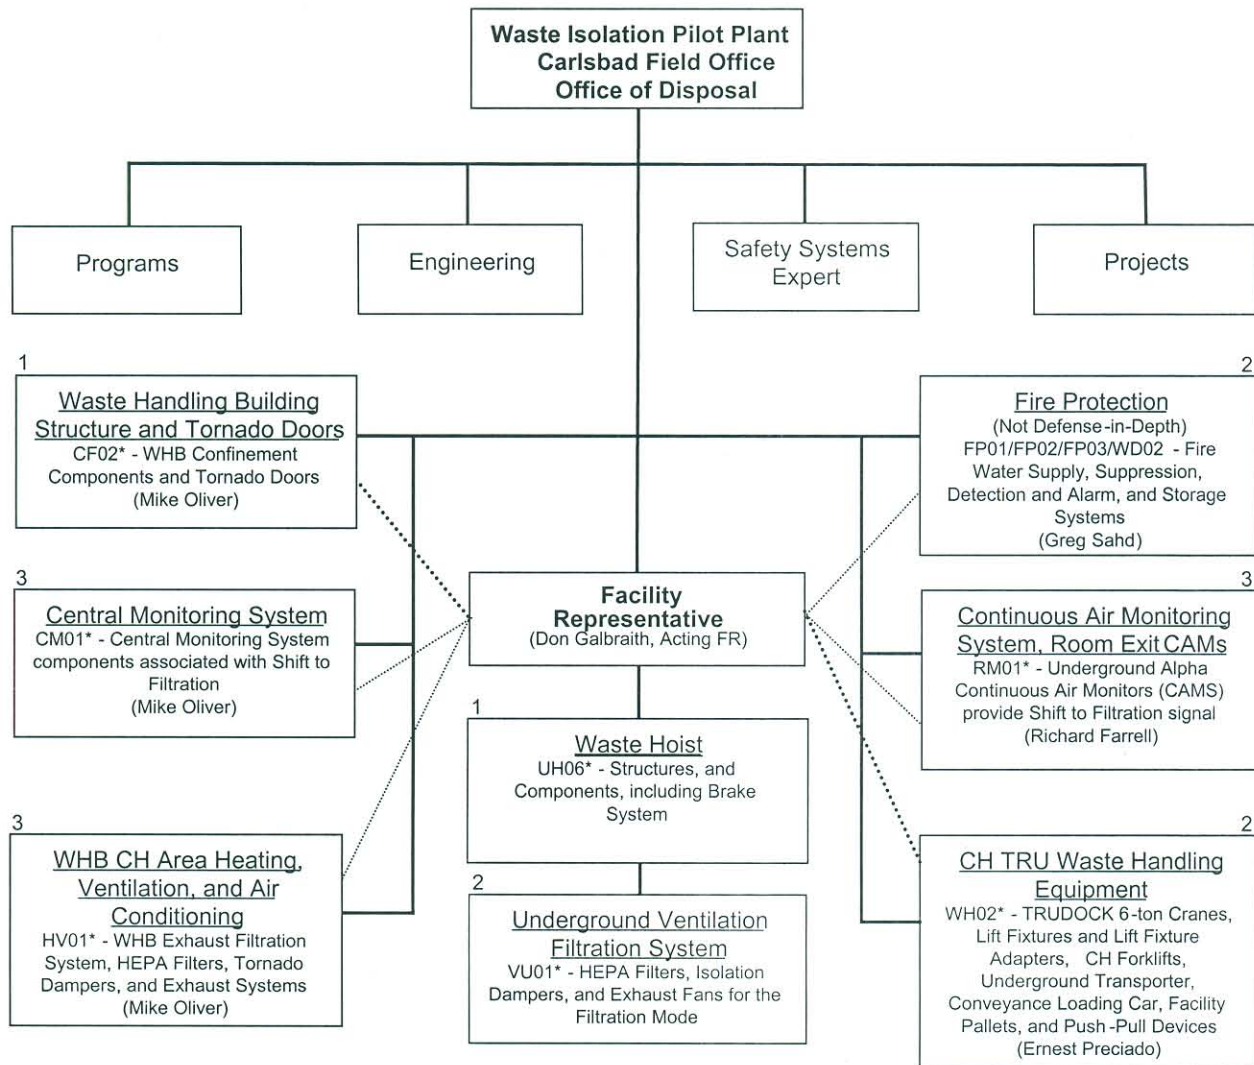 Waste Isolation Pilot Plant
Carlsbad Field Office
Office of Disposal
Programs
Engineering
Safety Systems
Expert
Projects
1
Waste Handling Building
Structure and Tornado Doors
CF02* - WHB Confinement
Components and Tornado Doors
(Mike Oliver)
2
Fire Protection
(Not Defense-in-Depth)
FP01/FP02/FP03/WD02 - Fire
Water Supply, Suppression,
Detection and Alarm, and Storage
Systems
(Greg Sahd)
3
Central Monitoring System
CM01* - Central Monitoring System
components associated with Shift to
Filtration
(Mike Oliver)
Facility
Representative
(Don Galbraith, Acting FR)
3
Continuous Air Monitoring
System, Room Exit CAMs
RM01* - Underground Alpha
Continuous Air Monitors (CAMS)
provide Shift to Filtration signal
(Richard Farrell)
1
Waste Hoist
UH06* - Structures, and
Components, including Brake
System
3
WHB CH Area Heating,
Ventilation, and Air
Conditioning
HV01* - WHB Exhaust Filtration
System, HEPA Filters, Tornado
Dampers, and Exhaust Systems
(Mike Oliver)
2
Underground Ventilation
Filtration System
VU01* - HEPA Filters, Isolation
Dampers, and Exhaust Fans for the
Filtration Mode
2
CH TRU Waste Handling
Equipment
WH02* - TRUDOCK 6-ton Cranes,
Lift Fixtures and Lift Fixture
Adapters, CH Forklifts,
Underground Transporter,
Conveyance Loading Car, Facility
Pallets, and Push-Pull Devices
(Ernest Preciado)